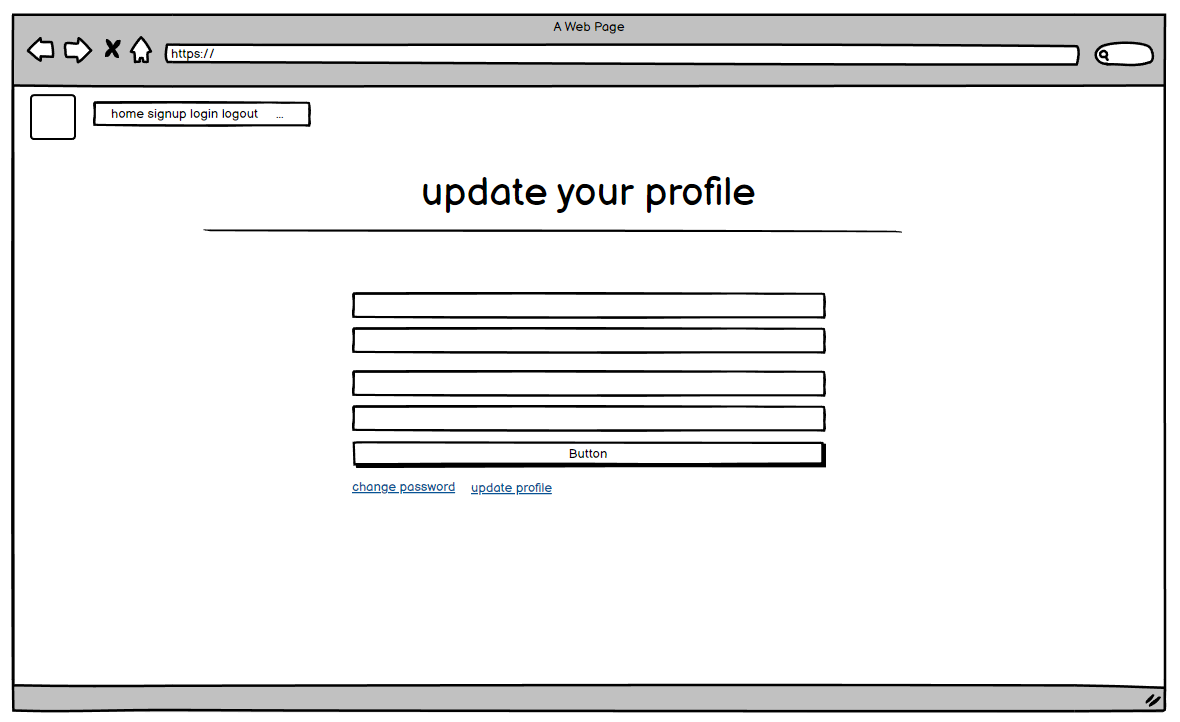 A Web Page
https://
home signup login logout ...
update your profile
Button
change password update profile